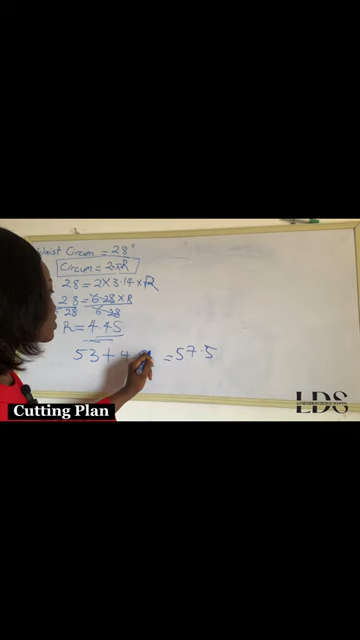 Waist Circum = 28"
Circum = 2πR
28 = 2 X 3.14 x R
28 = 6.28 x R
6.28 6.28
R = 4.45
53 + 4 = 57.5
Cutting Plan
LDS